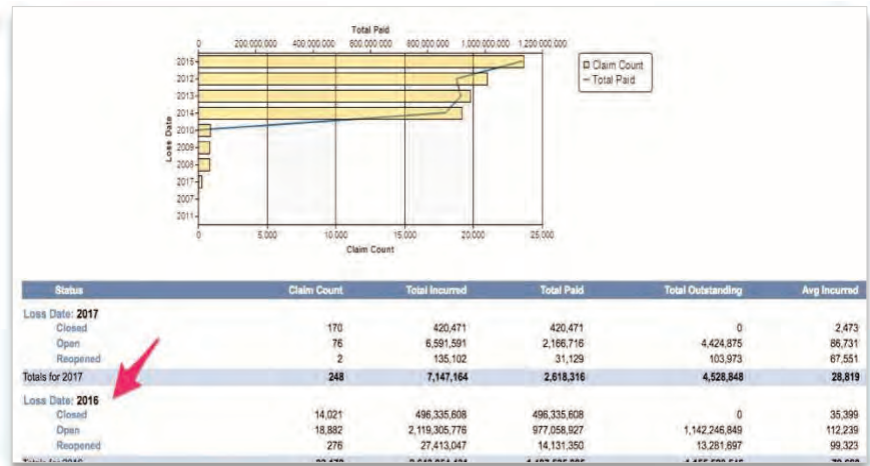 Total Paid
0 200,000,000 400,000,000 600,000,000 800,000,000 1,000,000,000 1,200,000,000
Claim Count
Total Paid
Loss Date
2012
2013
2014
2010
2009
2008
2017
2007
2011
0 5,000 10,000 15,000 20,000 25,000
Claim Count
Status Claim Count Total Incurred Total Paid Total Outstanding Avg Incurred
Loss Date: 2017
Closed 170 420,471 420,471 0 2,473
Open 76 6,591,591 2,166,716 4,424,875 86,731
Reopened 2 135,102 31,129 103,973 67,551
Totals for 2017 248 7,147,164 2,618,316 4,528,848 28,819
Loss Date: 2016
Closed 14,021 496,335,608 496,335,608 0 35,399
Open 18,882 2,119,305,776 977,058,927 1,142,246,849 112,239
Reopened 276 27,413,047 14,131,350 13,281,697 99,323